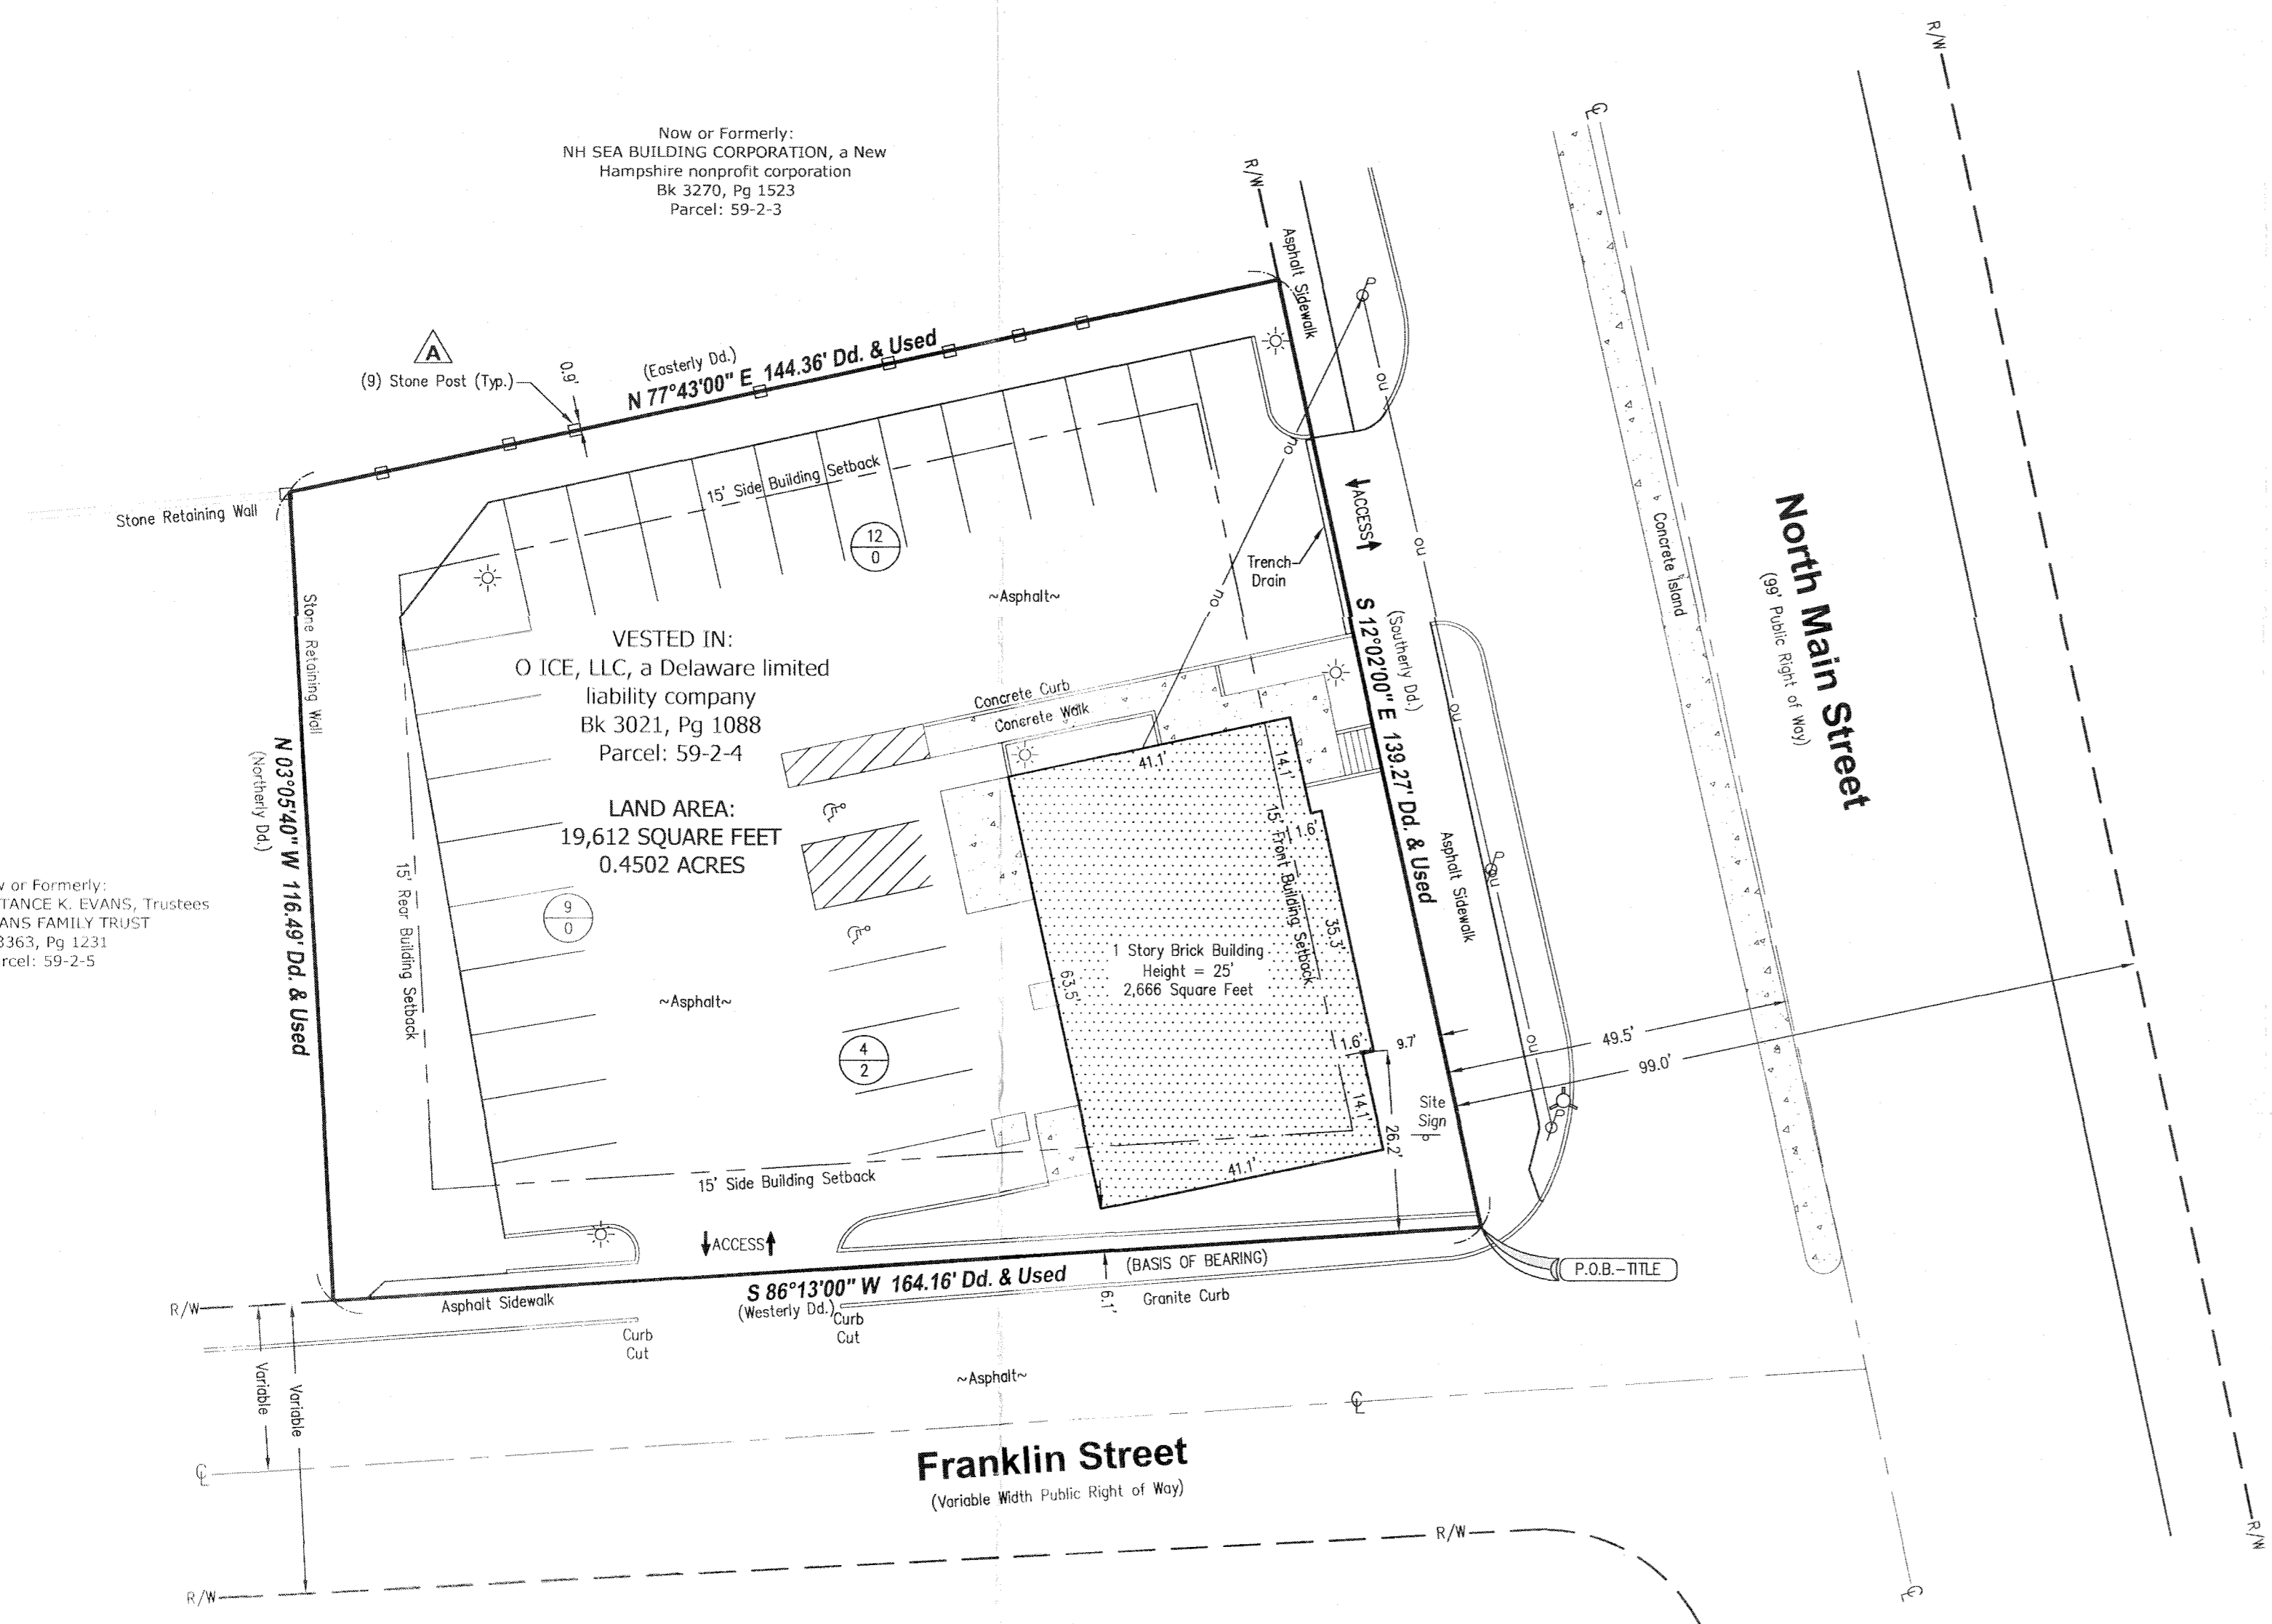 Now or Formerly:
NH SEA BUILDING CORPORATION, a New
Hampshire nonprofit corporation
Bk 3270, Pg 1523
Parcel: 59-2-3
R/W
R/W
℄
Asphalt Sidewalk
A
(9) Stone Post (Typ.)
0.9'
(Easterly Dd.)
N 77°43'00" E 144.36' Dd. & Used
Stone Retaining Wall
Stone Retaining Wall
15' Side Building Setback
12
0
~Asphalt~
Trench
Drain
ACCESS
ou
ou
ou
ou
ou
ou
ou
Concrete Island
North Main Street
(99' Public Right of Way)
VESTED IN:
O ICE, LLC, a Delaware limited
liability company
Bk 3021, Pg 1088
Parcel: 59-2-4
LAND AREA:
19,612 SQUARE FEET
0.4502 ACRES
Concrete Curb
Concrete Walk
(Southerly Dd.)
S 12°02'00" E 139.27' Dd. & Used
Asphalt Sidewalk
N 03°05'40" W 116.49' Dd. & Used
(Northerly Dd.)
or Formerly:
TANCE K. EVANS, Trustees
ANS FAMILY TRUST
3363, Pg 1231
rcel: 59-2-5
15' Rear Building Setback
9
0
~Asphalt~
4
2
41.1'
14.1'
1.6'
15' Front Building Setback
35.3'
63.5'
1 Story Brick Building
Height = 25'
2,666 Square Feet
1.6'
9.7'
14.1'
26.2'
41.1'
Site
Sign
49.5'
99.0'
15' Side Building Setback
ACCESS
(BASIS OF BEARING)
S 86°13'00" W 164.16' Dd. & Used
(Westerly Dd.)
6.1'
Granite Curb
P.O.B.-TITLE
R/W
Asphalt Sidewalk
Curb
Cut
Curb
Cut
Variable
Variable
~Asphalt~
℄
℄
Franklin Street
(Variable Width Public Right of Way)
R/W
R/W
R/W
℄